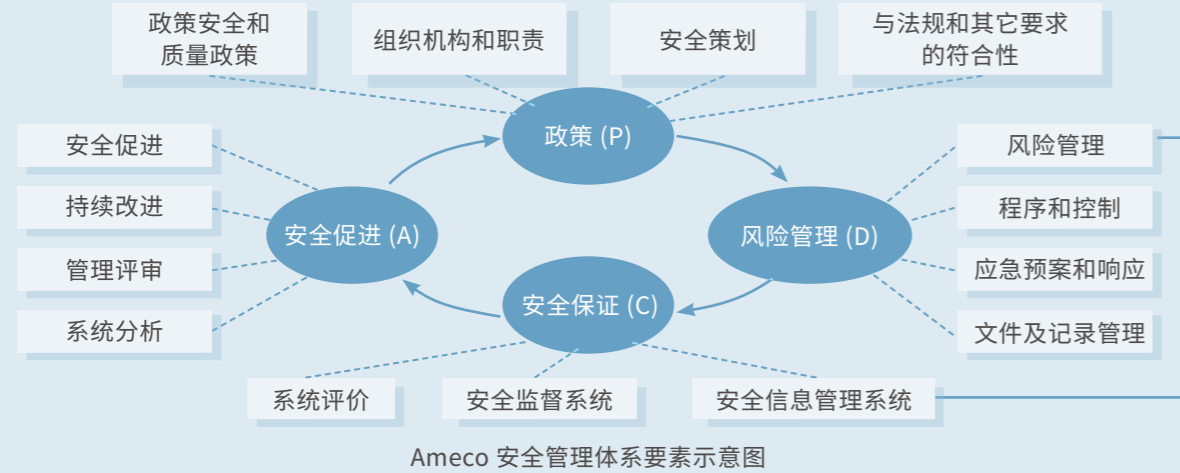 政策安全和
质量政策
组织机构和职责
安全策划
与法规和其它要求
的符合性
政策 (P)
安全促进
持续改进
管理评审
系统分析
安全促进 (A)
风险管理 (D)
风险管理
程序和控制
应急预案和响应
文件及记录管理
安全保证 (C)
系统评价
安全监督系统
安全信息管理系统
Ameco 安全管理体系要素示意图